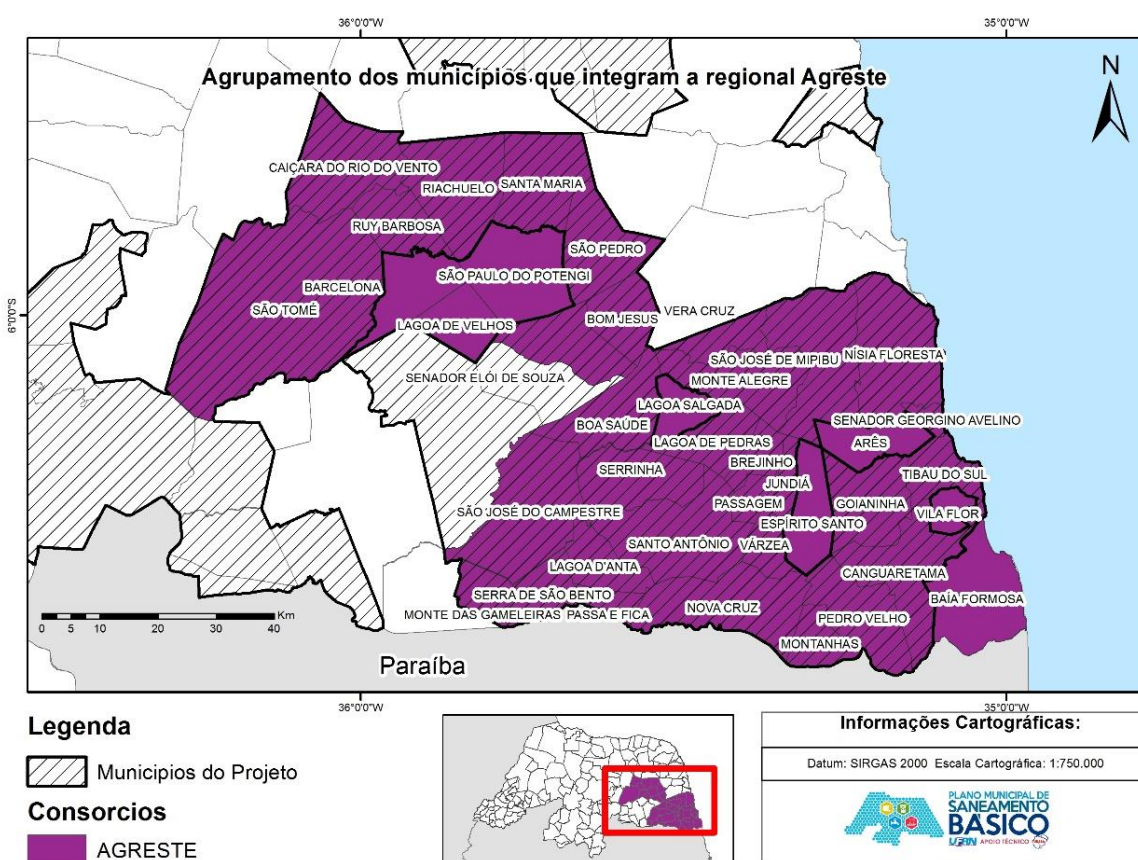 36°0'0"W
35°0'0"W
Agrupamento dos municípios que integram a regional Agreste
N
CAIÇARA DO RIO DO VENTO
RIACHUELO
SANTA MARIA
RUY BARBOSA
SÃO PEDRO
SÃO PAULO DO POTENGI
BARCELONA
SÃO TOMÉ
6°0'0"S
LAGOA DE VELHOS
BOM JESUS
VERA CRUZ
SÃO JOSÉ DE MIPIBU
NÍSIA FLORESTA
SENADOR ELÓI DE SOUZA
MONTE ALEGRE
LAGOA SALGADA
BOA SAÚDE
SENADOR GEORGINO AVELINO
LAGOA DE PEDRAS
ARÊS
SERRINHA
BREJINHO
TIBAU DO SUL
JUNDIÁ
PASSAGEM
GOIANINHA
SÃO JOSÉ DO CAMPESTRE
ESPÍRITO SANTO
VILA FLOR
SANTO ANTÔNIO
VÁRZEA
LAGOA D'ANTA
CANGUARETAMA
SERRA DE SÃO BENTO
BAÍA FORMOSA
MONTE DAS GAMELEIRAS
PASSA E FICA
NOVA CRUZ
PEDRO VELHO
MONTANHAS
Km
0 5 10 20 30 40
Paraíba
36°0'0"W
35°0'0"W
Legenda
Municipios do Projeto
Consorcios
AGRESTE
Informações Cartográficas:
Datum: SIRGAS 2000 Escala Cartográfica: 1:750.000
PLANO MUNICIPAL DE
SANEAMENTO
BÁSICO
UFRN APOIO TÉCNICO